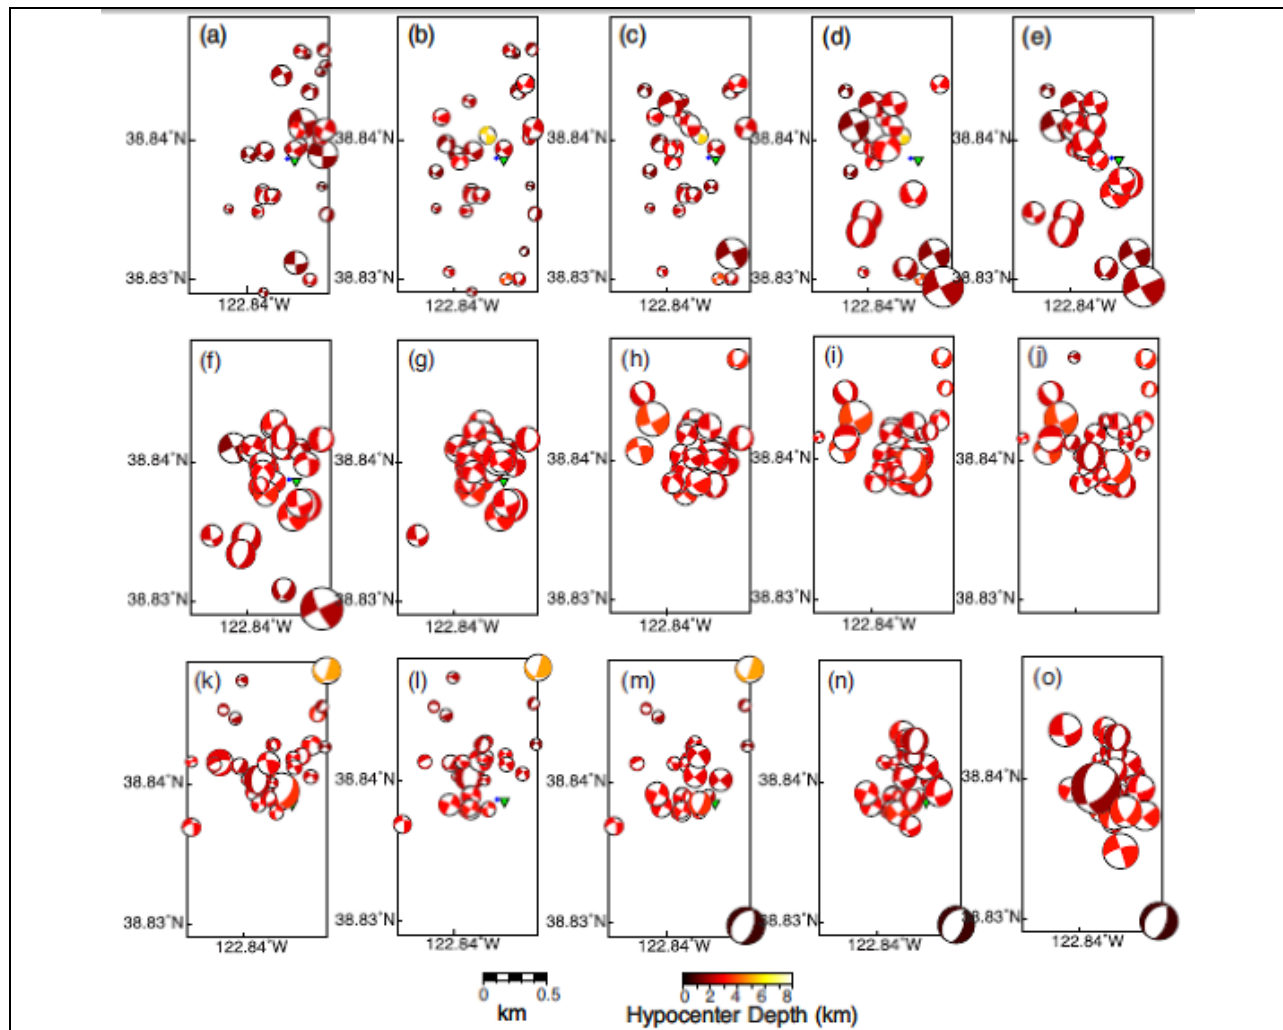 (a) (b) (c) (d) (e)
38.84°N 38.84°N 38.84°N 38.84°N 38.84°N
38.83°N 38.83°N 38.83°N 38.83°N 38.83°N
122.84°W 122.84°W 122.84°W 122.84°W 122.84°W
(f) (g) (h) (i) (j)
38.84°N 38.84°N 38.84°N 38.84°N 38.84°N
38.83°N 38.83°N 38.83°N 38.83°N 38.83°N
122.84°W 122.84°W 122.84°W 122.84°W 122.84°W
(k) (l) (m) (n) (o)
38.84°N 38.84°N 38.84°N 38.84°N 38.84°N
38.83°N 38.83°N 38.83°N 38.83°N 38.83°N
122.84°W 122.84°W 122.84°W 122.84°W 122.84°W
0 0.5
km
0 2 4 6 8
Hypocenter Depth (km)